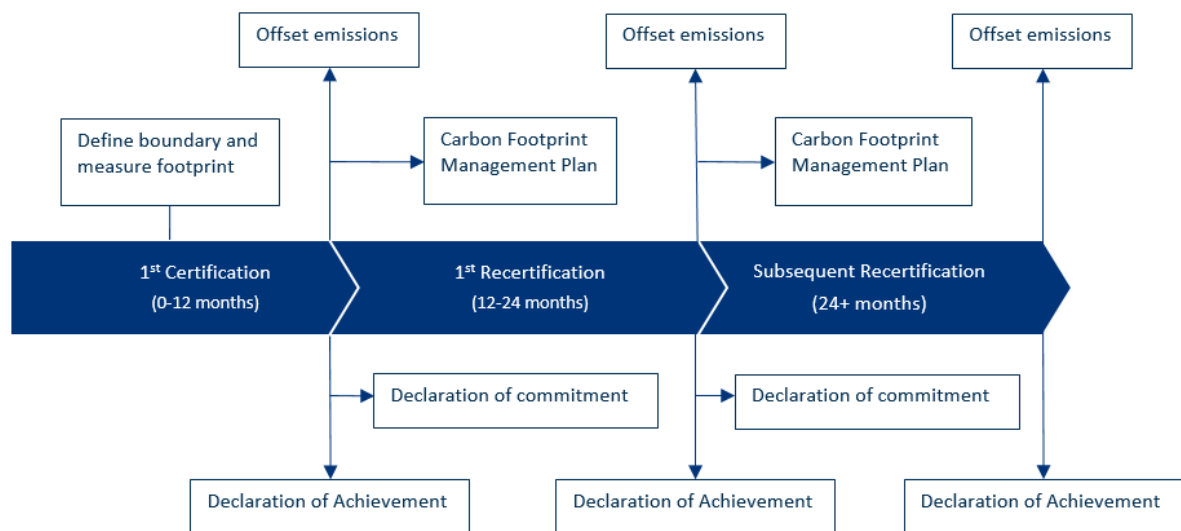 Offset emissions
Offset emissions
Offset emissions
Define boundary and
measure footprint
Carbon Footprint
Management Plan
Carbon Footprint
Management Plan
1st Certification
(0-12 months)
1st Recertification
(12-24 months)
Subsequent Recertification
(24+ months)
Declaration of commitment
Declaration of commitment
Declaration of Achievement
Declaration of Achievement
Declaration of Achievement